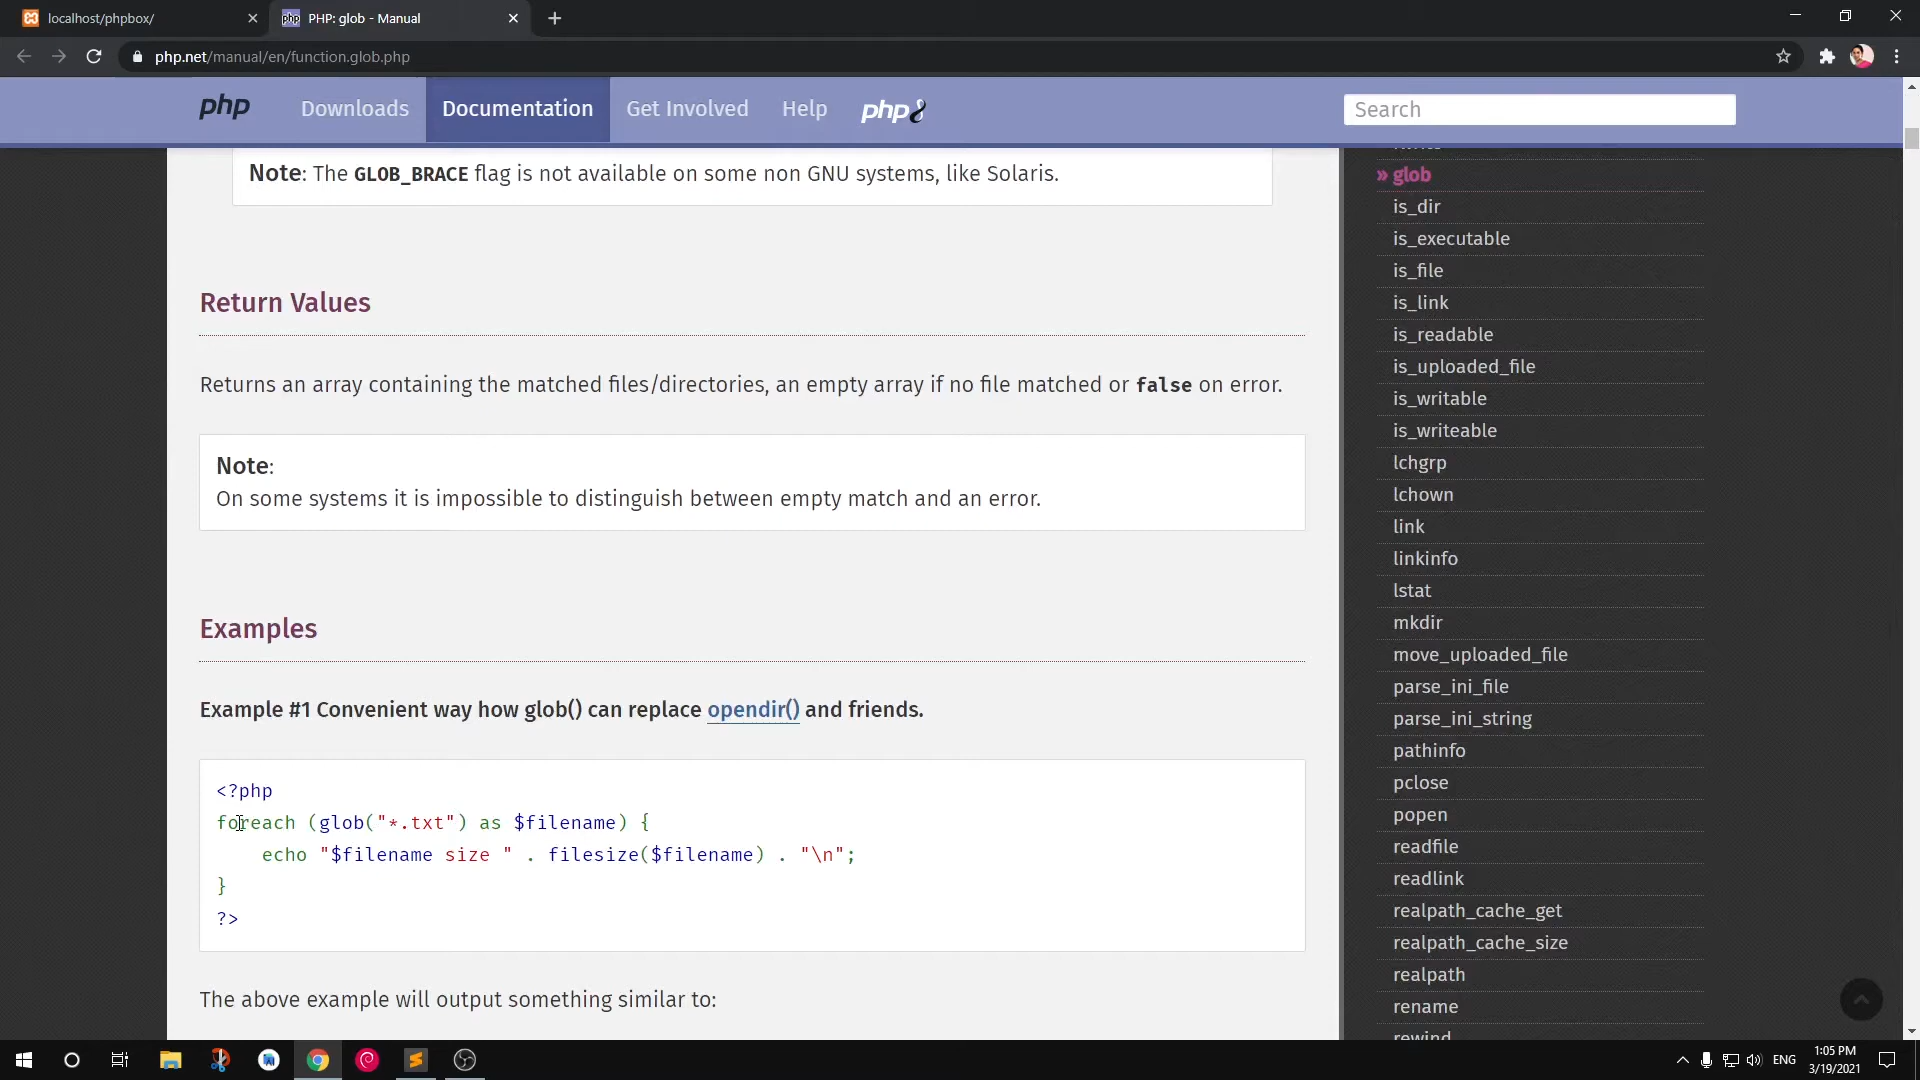 localhost/phpbox/
php PHP: glob - Manual
php.net/manual/en/function.glob.php
php Downloads Documentation Get Involved Help php8 Search
Note: The GLOB_BRACE flag is not available on some non GNU systems, like Solaris.
Return Values
Returns an array containing the matched files/directories, an empty array if no file matched or false on error.
Note:
On some systems it is impossible to distinguish between empty match and an error.
Examples
Example #1 Convenient way how glob() can replace opendir() and friends.
<?php
foreach (glob("*.txt") as $filename) {
    echo "$filename size " . filesize($filename) . "\n";
}
?>
The above example will output something similar to:
» glob
is_dir
is_executable
is_file
is_link
is_readable
is_uploaded_file
is_writable
is_writeable
lchgrp
lchown
link
linkinfo
lstat
mkdir
move_uploaded_file
parse_ini_file
parse_ini_string
pathinfo
pclose
popen
readfile
readlink
realpath_cache_get
realpath_cache_size
realpath
rename
rewind
ENG
1:05 PM
3/19/2021